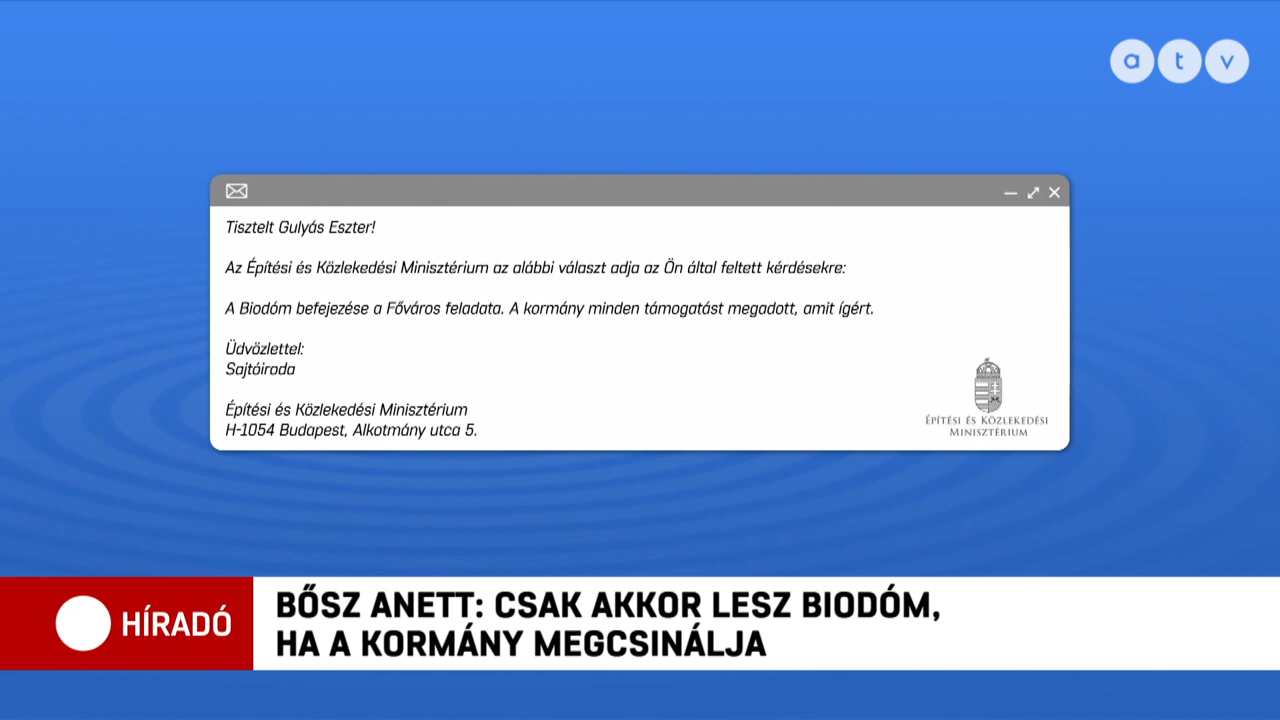 a t v
Tisztelt Gulyás Eszter!
Az Építési és Közlekedési Minisztérium az alábbi választ adja az Ön által feltett kérdésekre:
A Biodóm befejezése a Főváros feladata. A kormány minden támogatást megadott, amit ígért.
Üdvözlettel:
Sajtóiroda
Építési és Közlekedési Minisztérium
H-1054 Budapest, Alkotmány utca 5.
ÉPÍTÉSI ÉS KÖZLEKEDÉSI
MINISZTÉRIUM
HÍRADÓ
BŐSZ ANETT: CSAK AKKOR LESZ BIODÓM,
HA A KORMÁNY MEGCSINÁLJA